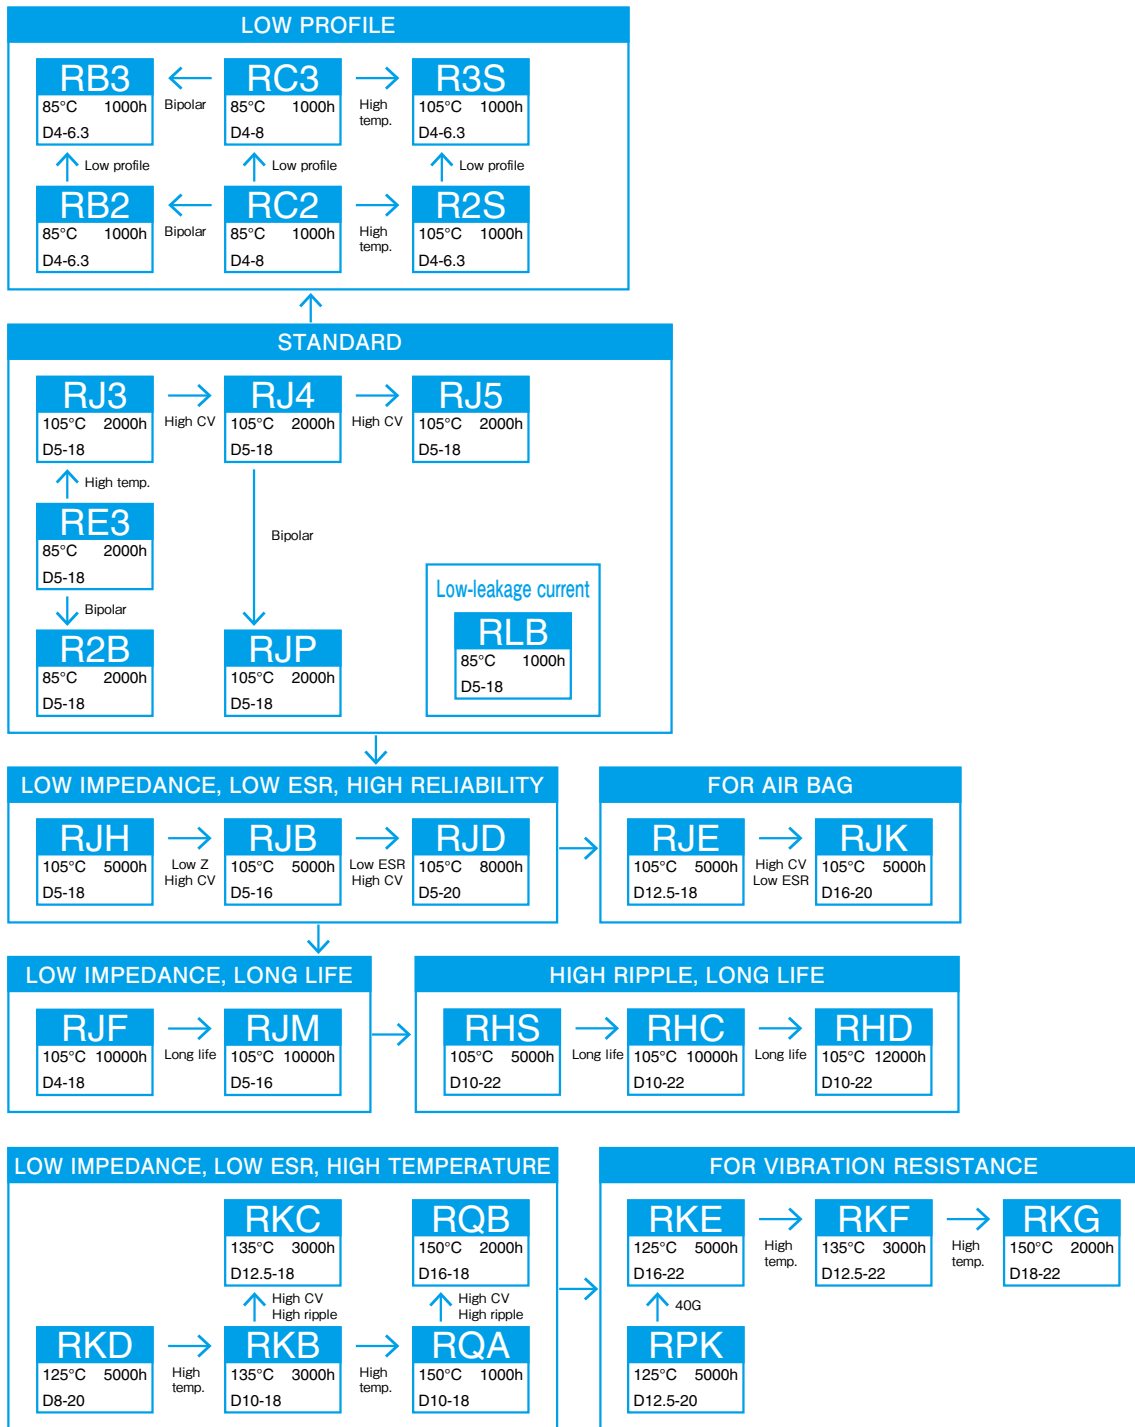 LOW PROFILE
RB3
85°C 1000h
D4-6.3
Bipolar
RC3
85°C 1000h
D4-8
High
temp.
R3S
105°C 1000h
D4-6.3
Low profile
Low profile
Low profile
RB2
85°C 1000h
D4-6.3
Bipolar
RC2
85°C 1000h
D4-8
High
temp.
R2S
105°C 1000h
D4-6.3
STANDARD
RJ3
105°C 2000h
D5-18
High CV
RJ4
105°C 2000h
D5-18
High CV
RJ5
105°C 2000h
D5-18
High temp.
RE3
85°C 2000h
D5-18
Bipolar
Bipolar
R2B
85°C 2000h
D5-18
RJP
105°C 2000h
D5-18
Low-leakage current
RLB
85°C 1000h
D5-18
LOW IMPEDANCE, LOW ESR, HIGH RELIABILITY
RJH
105°C 5000h
D5-18
Low Z
High CV
RJB
105°C 5000h
D5-16
Low ESR
High CV
RJD
105°C 8000h
D5-20
FOR AIR BAG
RJE
105°C 5000h
D12.5-18
High CV
Low ESR
RJK
105°C 5000h
D16-20
LOW IMPEDANCE, LONG LIFE
RJF
105°C 10000h
D4-18
Long life
RJM
105°C 10000h
D5-16
HIGH RIPPLE, LONG LIFE
RHS
105°C 5000h
D10-22
Long life
RHC
105°C 10000h
D10-22
Long life
RHD
105°C 12000h
D10-22
LOW IMPEDANCE, LOW ESR, HIGH TEMPERATURE
RKC
135°C 3000h
D12.5-18
RQB
150°C 2000h
D16-18
High CV
High ripple
High CV
High ripple
RKD
125°C 5000h
D8-20
High
temp.
RKB
135°C 3000h
D10-18
High
temp.
RQA
150°C 1000h
D10-18
FOR VIBRATION RESISTANCE
RKE
125°C 5000h
D16-22
High
temp.
RKF
135°C 3000h
D12.5-22
High
temp.
RKG
150°C 2000h
D18-22
40G
RPK
125°C 5000h
D12.5-20